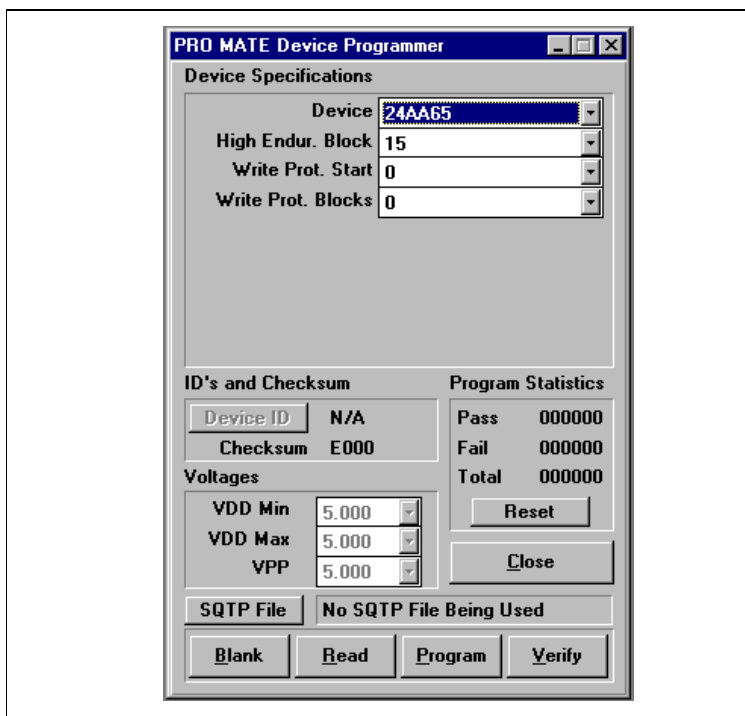 PRO MATE Device Programmer
Device Specifications
Device 24AA65
High Endur. Block 15
Write Prot. Start 0
Write Prot. Blocks 0
ID's and Checksum
Device ID N/A
Checksum E000
Program Statistics
Pass 000000
Fail 000000
Total 000000
Reset
Voltages
VDD Min 5.000
VDD Max 5.000
VPP 5.000
Close
SQTP File No SQTP File Being Used
Blank Read Program Verify